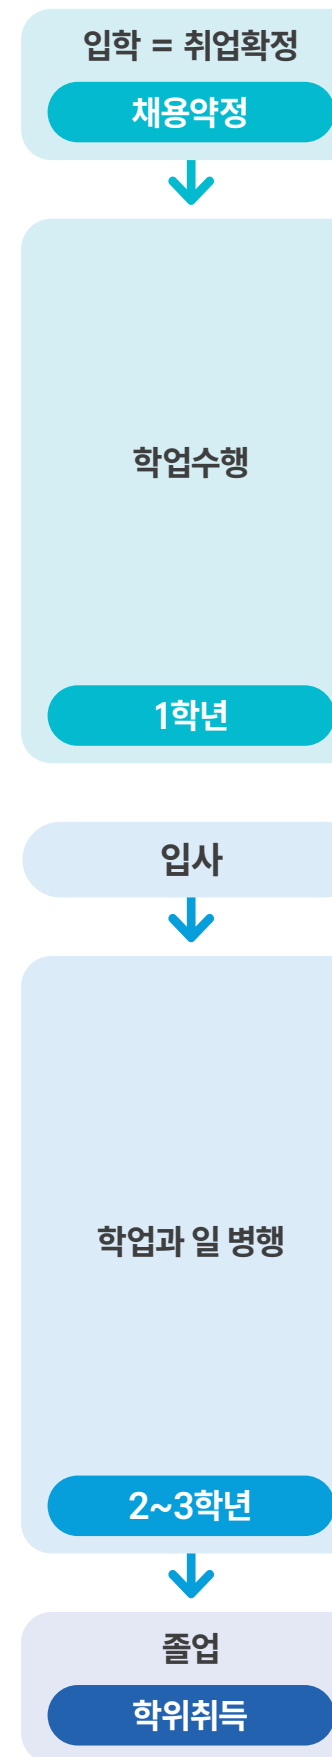 입학 = 취업확정
채용약정
학업수행
1학년
입사
학업과 일 병행
2~3학년
졸업
학위취득